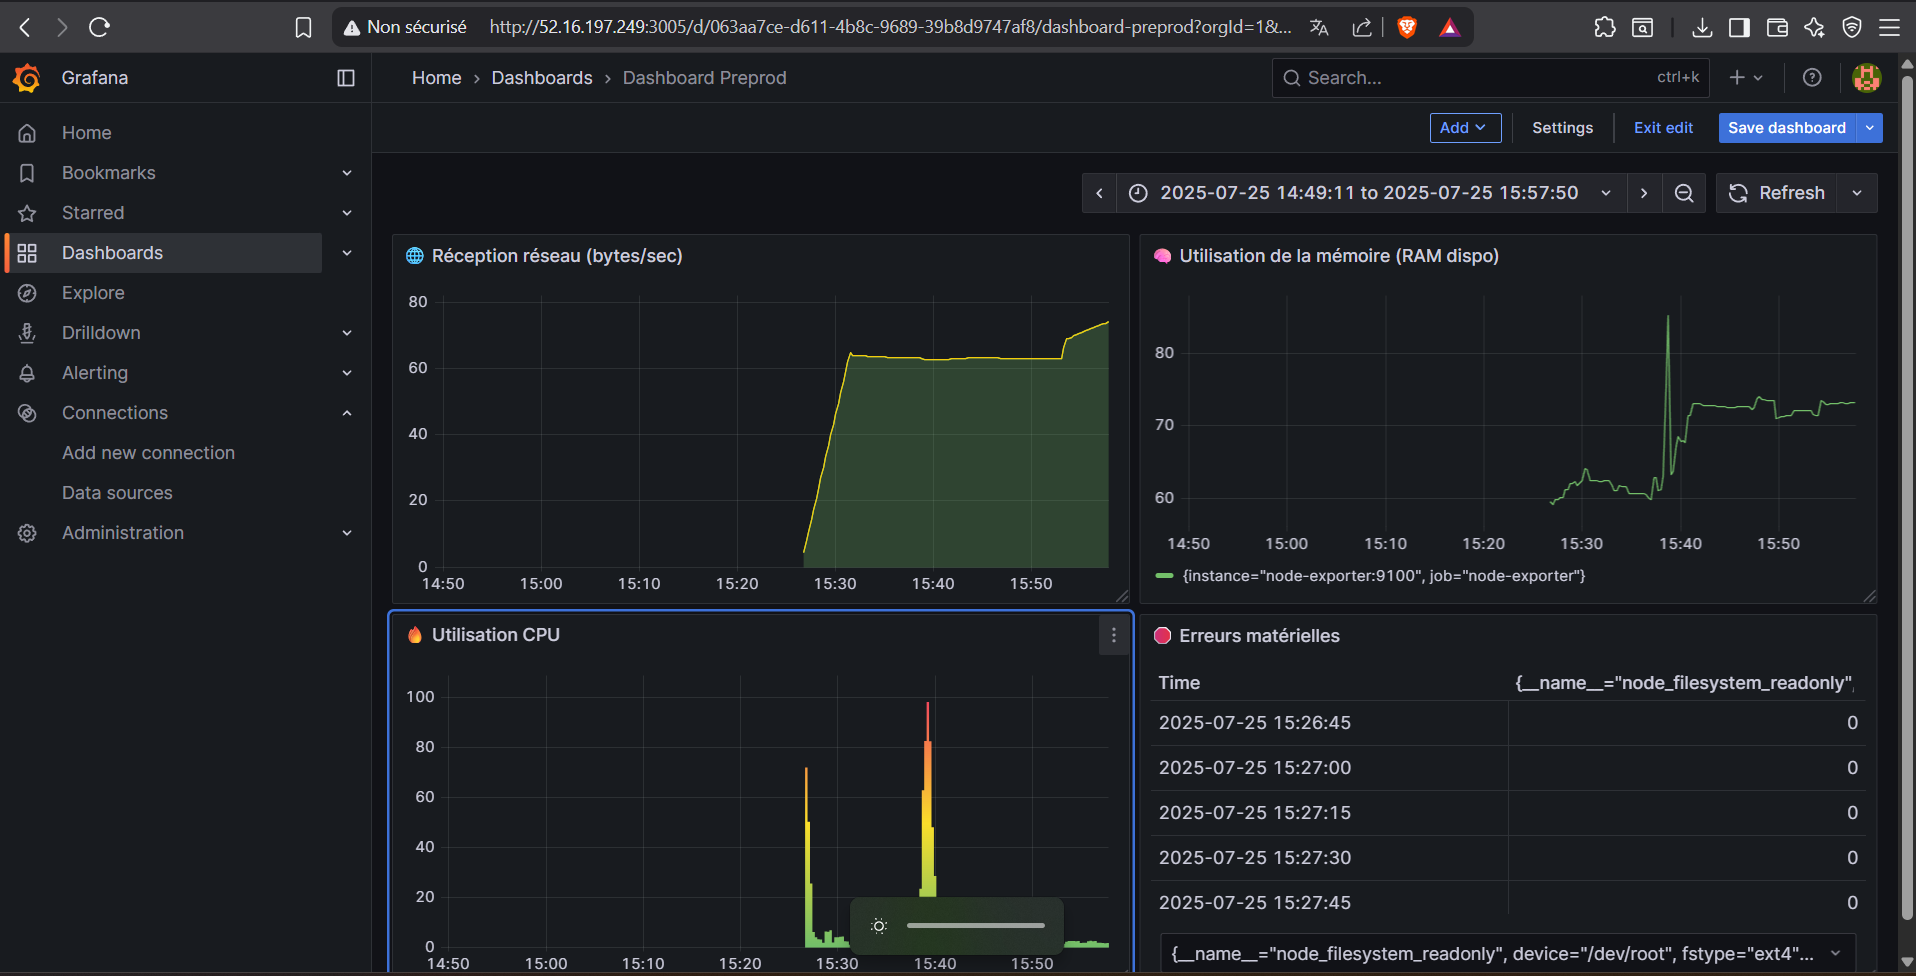 Non sécurisé
http://52.16.197.249:3005/d/063aa7ce-d611-4b8c-9689-39b8d9747af8/dashboard-preprod?orgId=1&...
Grafana
Home › Dashboards › Dashboard Preprod
Search...
ctrl+k
Home
Bookmarks
Starred
Dashboards
Explore
Drilldown
Alerting
Connections
Add new connection
Data sources
Administration
Add
Settings
Exit edit
Save dashboard
2025-07-25 14:49:11 to 2025-07-25 15:57:50
Refresh
Réception réseau (bytes/sec)
80
60
40
20
0
14:50 15:00 15:10 15:20 15:30 15:40 15:50
Utilisation de la mémoire (RAM dispo)
80
70
60
14:50 15:00 15:10 15:20 15:30 15:40 15:50
{instance="node-exporter:9100", job="node-exporter"}
Utilisation CPU
100
80
60
40
20
0
14:50 15:00 15:10 15:20 15:30 15:40 15:50
Erreurs matérielles
Time {__name__="node_filesystem_readonly",
2025-07-25 15:26:45 0
2025-07-25 15:27:00 0
2025-07-25 15:27:15 0
2025-07-25 15:27:30 0
2025-07-25 15:27:45 0
{__name__="node_filesystem_readonly", device="/dev/root", fstype="ext4"...